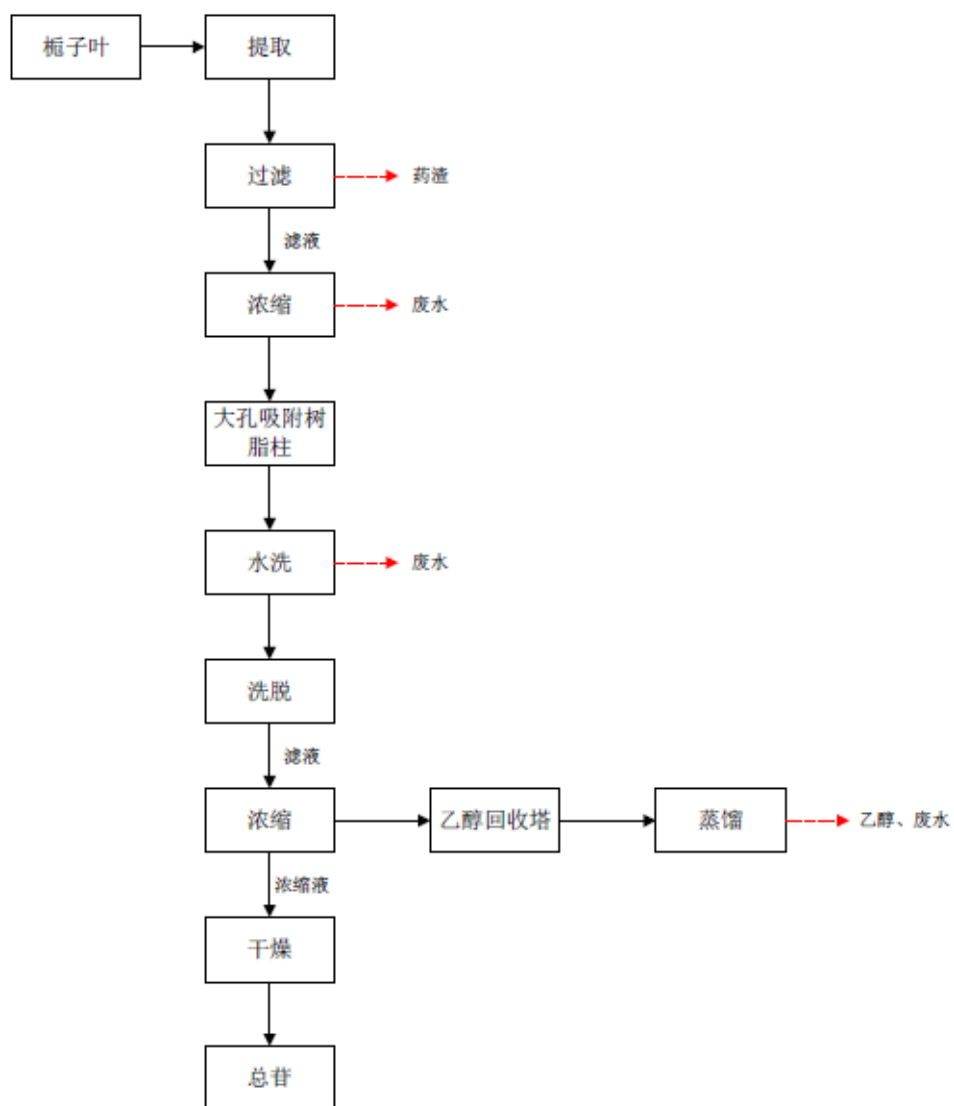 栀子叶
提取
过滤
药渣
滤液
浓缩
废水
大孔吸附树
脂柱
水洗
废水
洗脱
滤液
浓缩
乙醇回收塔
蒸馏
乙醇、废水
浓缩液
干燥
总苷